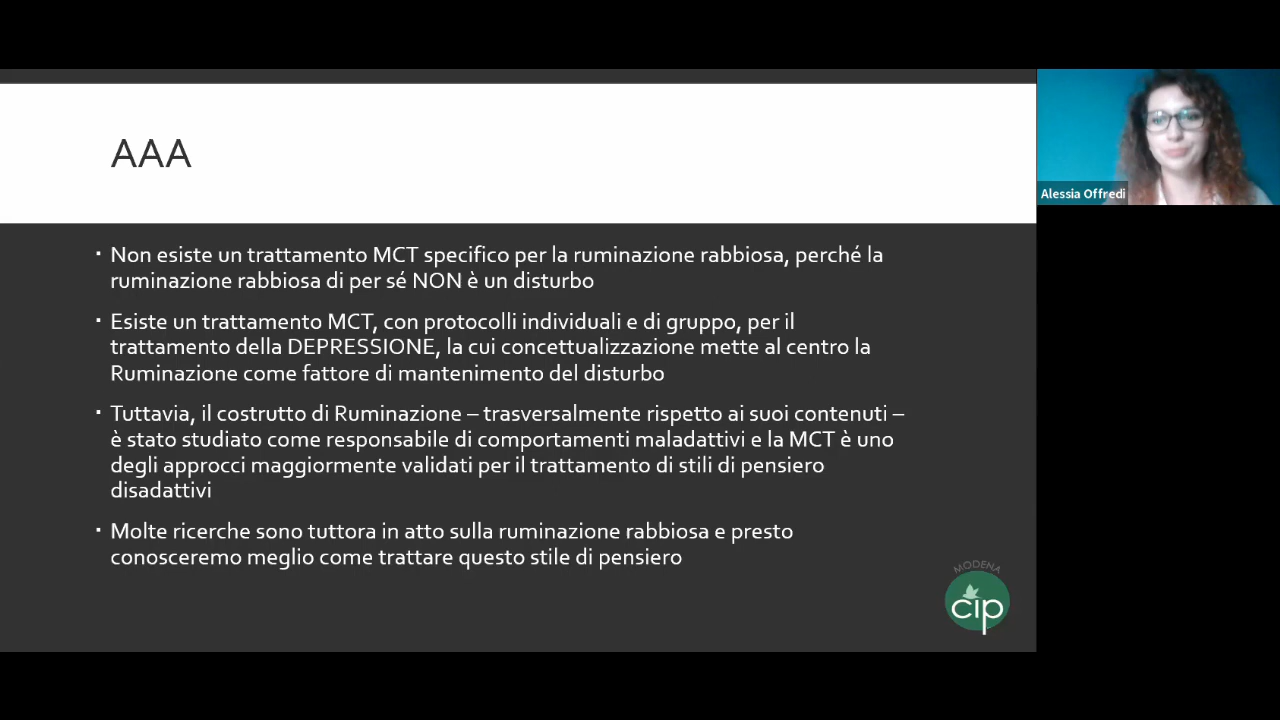 AAA
Alessia Offredi
▪ Non esiste un trattamento MCT specifico per la ruminazione rabbiosa, perché la
ruminazione rabbiosa di per sé NON è un disturbo
▪ Esiste un trattamento MCT, con protocolli individuali e di gruppo, per il
trattamento della DEPRESSIONE, la cui concettualizzazione mette al centro la
Ruminazione come fattore di mantenimento del disturbo
▪ Tuttavia, il costrutto di Ruminazione – trasversalmente rispetto ai suoi contenuti –
è stato studiato come responsabile di comportamenti maladattivi e la MCT è uno
degli approcci maggiormente validati per il trattamento di stili di pensiero
disadattivi
▪ Molte ricerche sono tuttora in atto sulla ruminazione rabbiosa e presto
conosceremo meglio come trattare questo stile di pensiero
MODENA
cip